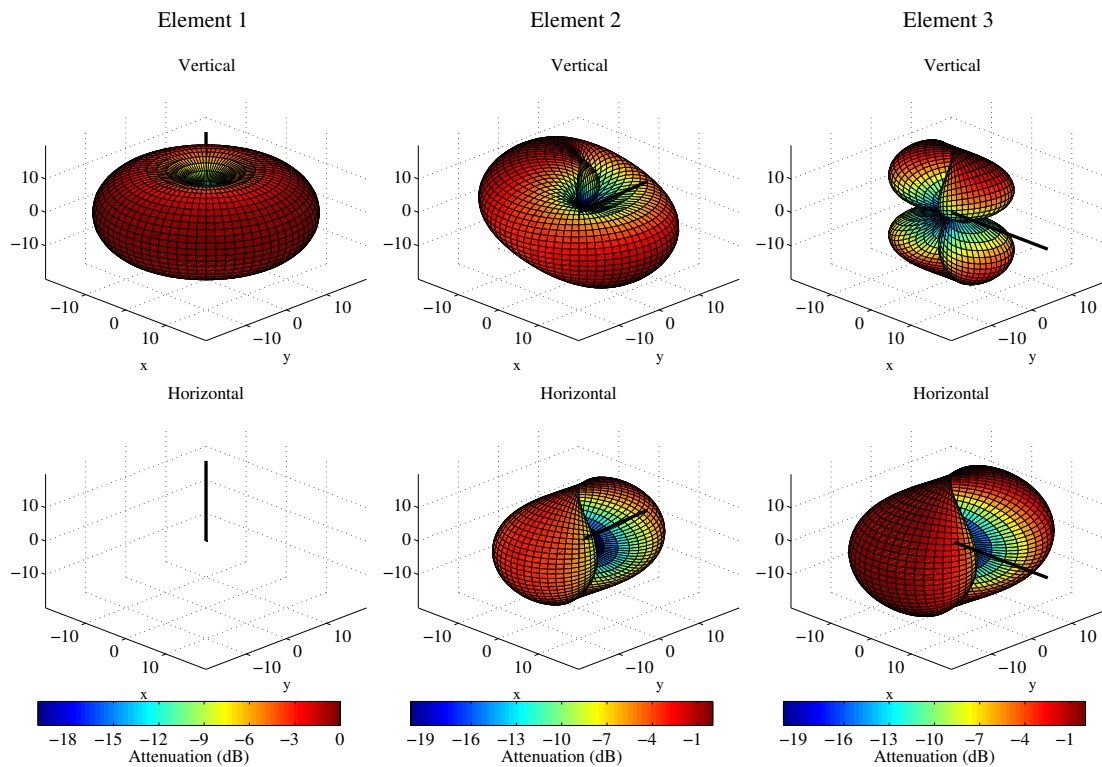 Element 1 Element 2 Element 3
Vertical Vertical Vertical
10 10 10
0 0 0
−10 −10 −10
−10 0 10 −10 0 10 −10 0 10 −10 0 10 −10 0 10 −10 0 10
x y x y x y
Horizontal Horizontal Horizontal
10 10 10
0 0 0
−10 −10 −10
−10 0 10 −10 0 10 −10 0 10 −10 0 10 −10 0 10 −10 0 10
x y x y x y
−18 −15 −12 −9 −6 −3 0 −19 −16 −13 −10 −7 −4 −1 −19 −16 −13 −10 −7 −4 −1
Attenuation (dB) Attenuation (dB) Attenuation (dB)